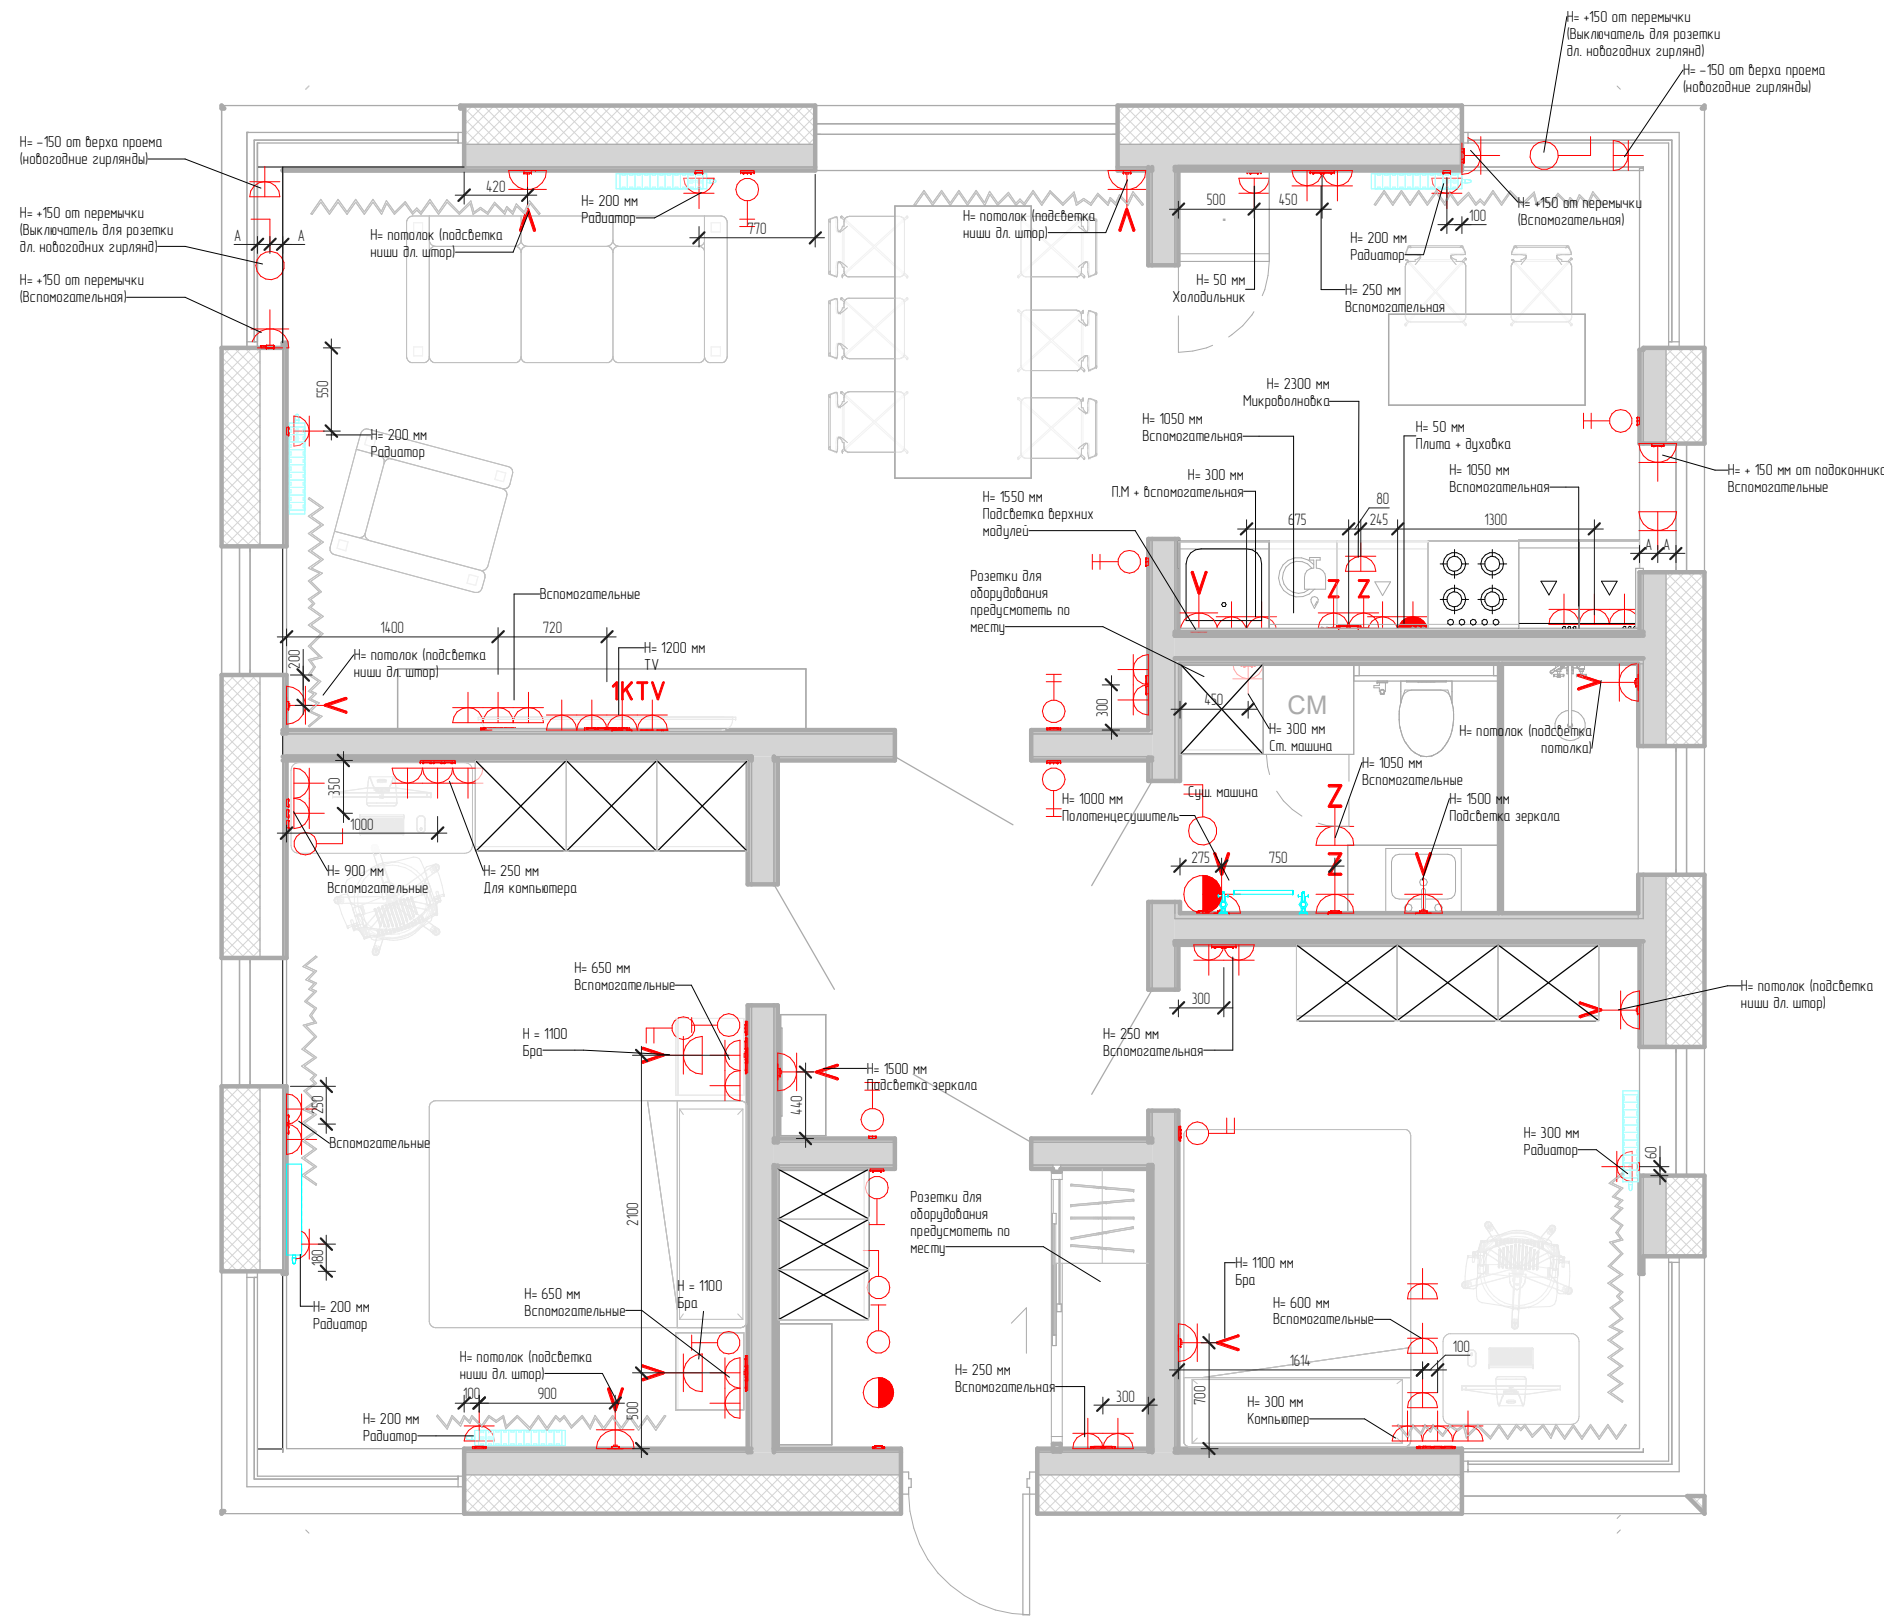 H= +150 от перемычки
(Выключатель для розетки
дл. новогодних гирлянд)
H= -150 от верха проема
(новогодние гирлянды)
H= -150 от верха проема
(новогодние гирлянды)
H= +150 от перемычки
(Выключатель для розетки
дл. новогодних гирлянд)
H= +150 от перемычки
(Вспомогательная)
A
A
420
H= 200 мм
Радиатор
H= потолок (подсветка
ниши дл. штор)
770
H= потолок (подсветка
ниши дл. штор)
500
450
100
H= +150 от перемычки
(Вспомогательная)
H= 200 мм
Радиатор
H= 50 мм
Холодильник
H= 250 мм
Вспомогательная
550
H= 200 мм
Радиатор
H= 2300 мм
Микроволновка
H= 1050 мм
Вспомогательная
H= 50 мм
Плита + духовка
H= 300 мм
П.М + вспомогательная
H= 1050 мм
Вспомогательная
H= + 150 мм от подоконника
Вспомогательные
H= 1550 мм
Подсветка верхних
модулей
80
675
245
1300
A
A
V
Z
Z
Розетки для
оборудования
предусмотеть по
месту
Вспомогательные
1400
720
200
H= потолок (подсветка
ниши дл. штор)
H= 1200 мм
TV
1KTV
V
300
450
СМ
H= 300 мм
Ст. машина
H= потолок (подсветка
потолка)
H= 1050 мм
Вспомогательные
Суш. машина
H= 1000 мм
Полотенцесушитель
H= 1500 мм
Подсветка зеркала
Z
275
750
V
Z
V
350
1000
H= 900 мм
Вспомогательные
H= 250 мм
Для компьютера
H= 650 мм
Вспомогательные
H = 1100
Бра
300
H= 250 мм
Вспомогательная
H= потолок (подсветка
ниши дл. штор)
H= 1500 мм
Подсветка зеркала
440
250
Вспомогательные
180
H= 200 мм
Радиатор
2100
H= 300 мм
Радиатор
60
Розетки для
оборудования
предусмотеть по
месту
H= 650 мм
Вспомогательные
H = 1100
Бра
H= 1100 мм
Бра
H= 600 мм
Вспомогательные
H= потолок (подсветка
ниши дл. штор)
100
900
500
H= 200 мм
Радиатор
H= 250 мм
Вспомогательная
300
1614
100
700
H= 300 мм
Компьютер